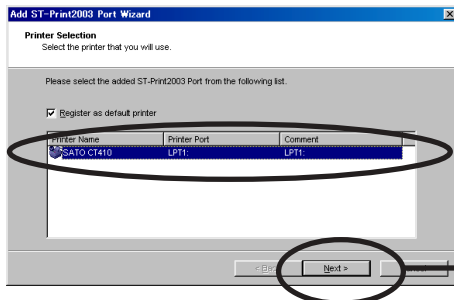 Add ST-Print2003 Port Wizard
Printer Selection
Select the printer that you will use.
Please select the added ST-Print2003 Port from the following list.
Register as default printer
Printer Name Printer Port Comment
SATO CT410 LPT1: LPT1:
Next >